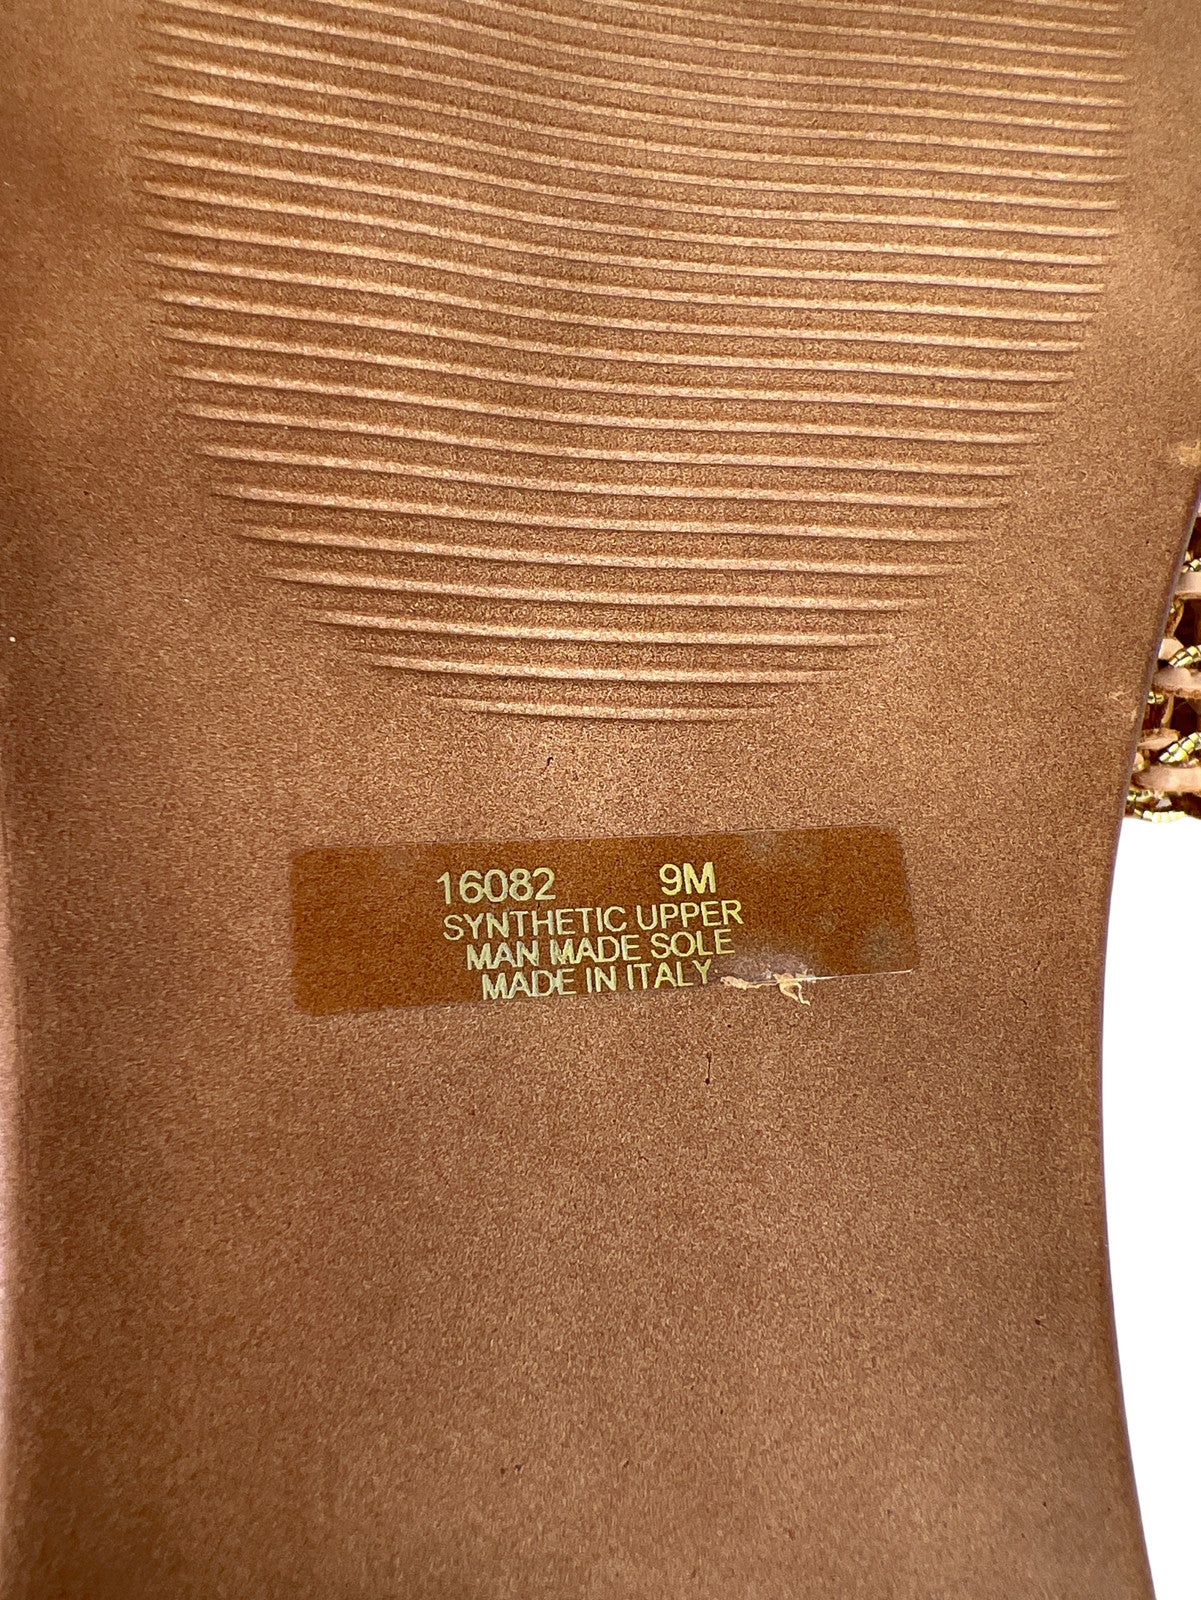 16082 9M
SYNTHETIC UPPER
MAN MADE SOLE
MADE IN ITALY